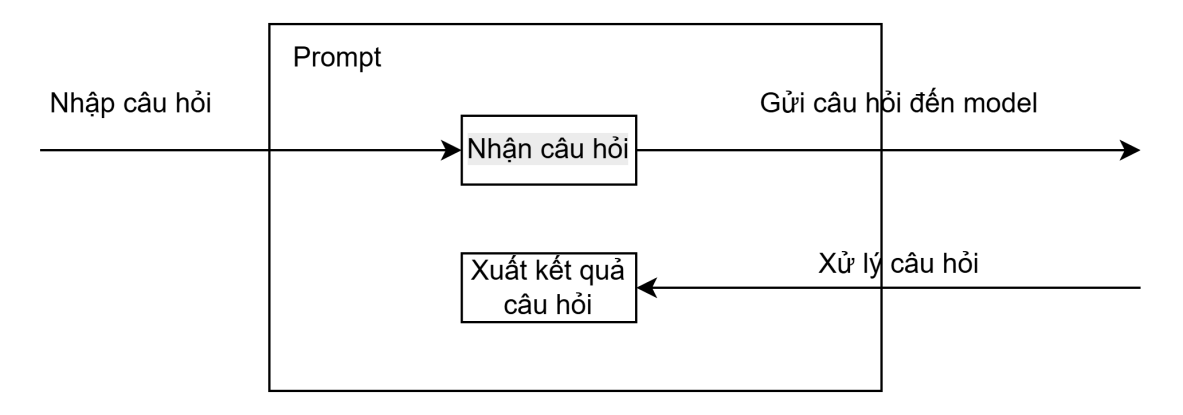 Prompt
Nhập câu hỏi
Gửi câu hỏi đến model
Nhận câu hỏi
Xử lý câu hỏi
Xuất kết quả
câu hỏi